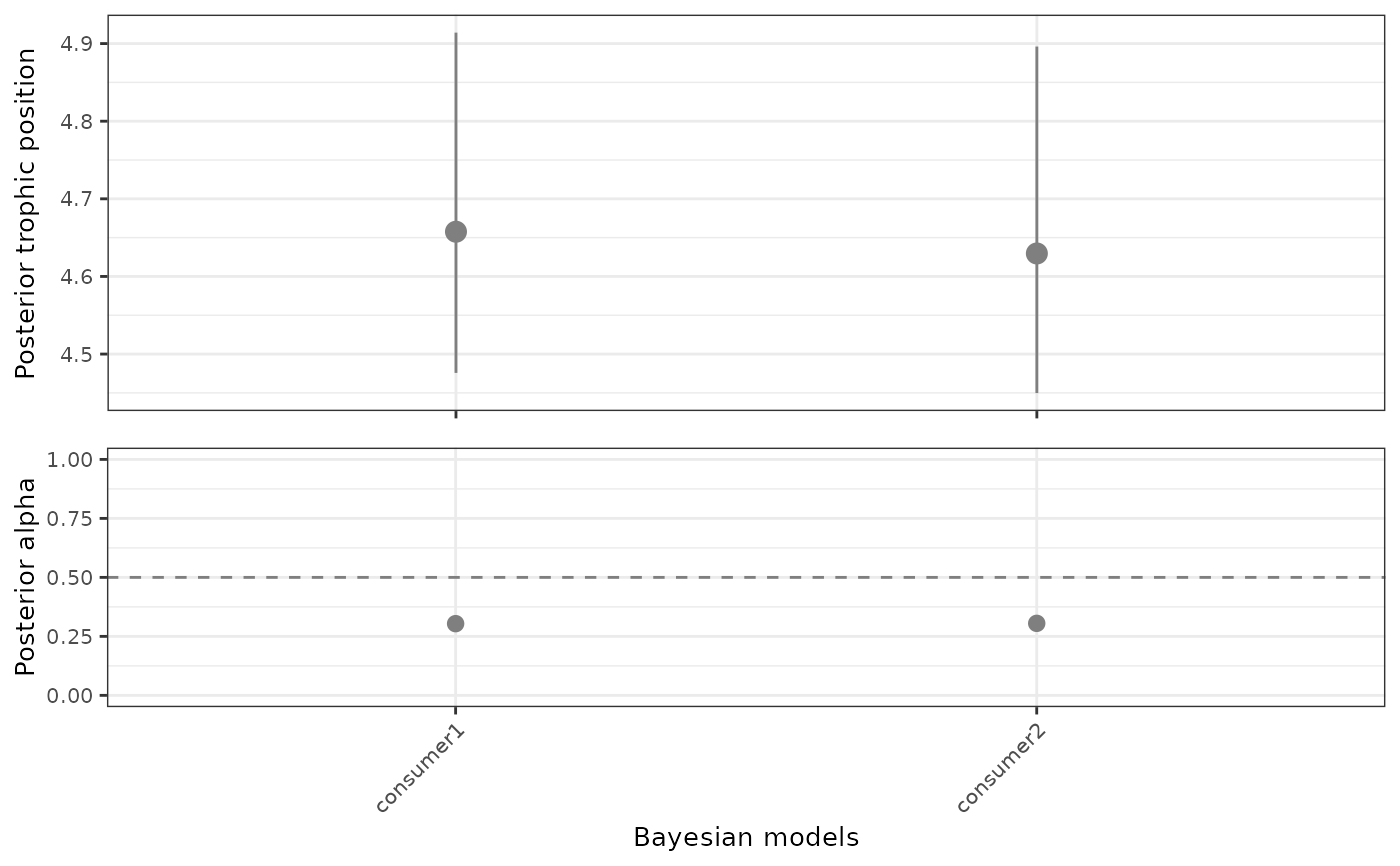 Posterior trophic position
4.9
4.8
4.7
4.6
4.5
Posterior alpha
1.00
0.75
0.50
0.25
0.00
consumer1
consumer2
Bayesian models